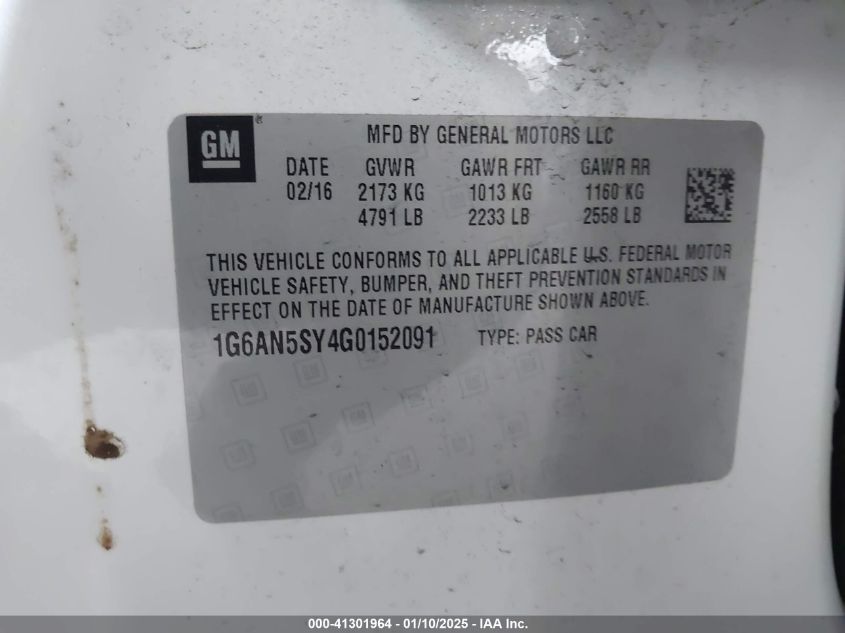 GM ®
MFD BY GENERAL MOTORS LLC
DATE GVWR GAWR FRT GAWR RR
02/16 2173 KG 1013 KG 1160 KG
4791 LB 2233 LB 2558 LB
THIS VEHICLE CONFORMS TO ALL APPLICABLE U.S. FEDERAL MOTOR
VEHICLE SAFETY, BUMPER, AND THEFT PREVENTION STANDARDS IN
EFFECT ON THE DATE OF MANUFACTURE SHOWN ABOVE.
1G6AN5SY4G0152091 TYPE: PASS CAR
000-41301964 - 01/10/2025 - IAA Inc.